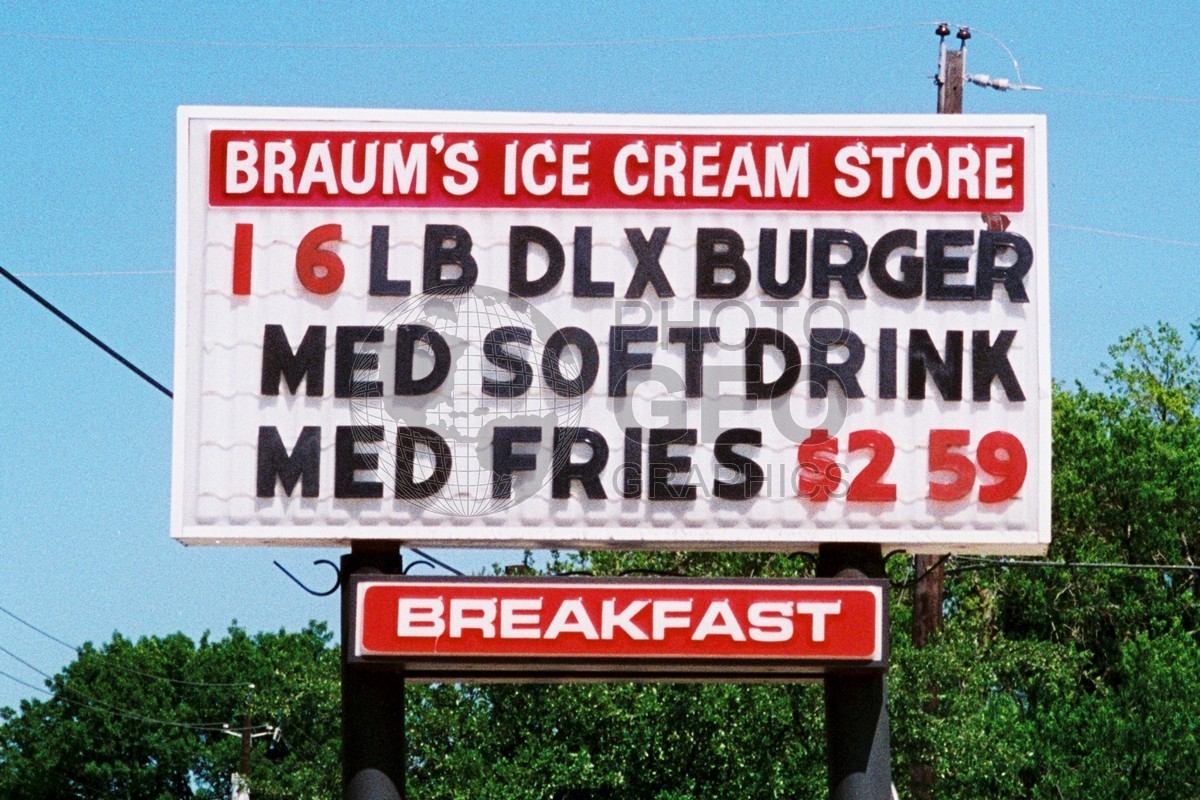 BRAUM'S ICE CREAM STORE
1 6 LB DLX BURGER
MED SOFT DRINK
MED FRIES $2 59
BREAKFAST
PHOTO
GEO
GRAPHICS